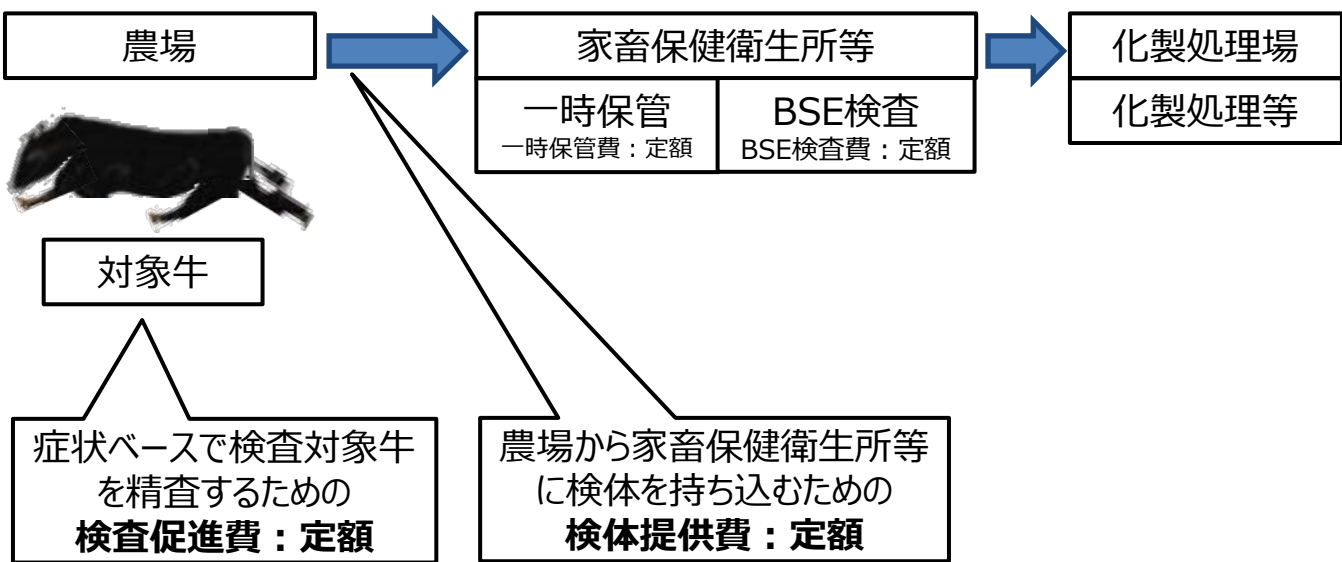 農場
家畜保健衛生所等
化製処理場
一時保管
一時保管費：定額
BSE検査
BSE検査費：定額
化製処理等
対象牛
症状ベースで検査対象牛
を精査するための
検査促進費：定額
農場から家畜保健衛生所等
に検体を持ち込むための
検体提供費：定額